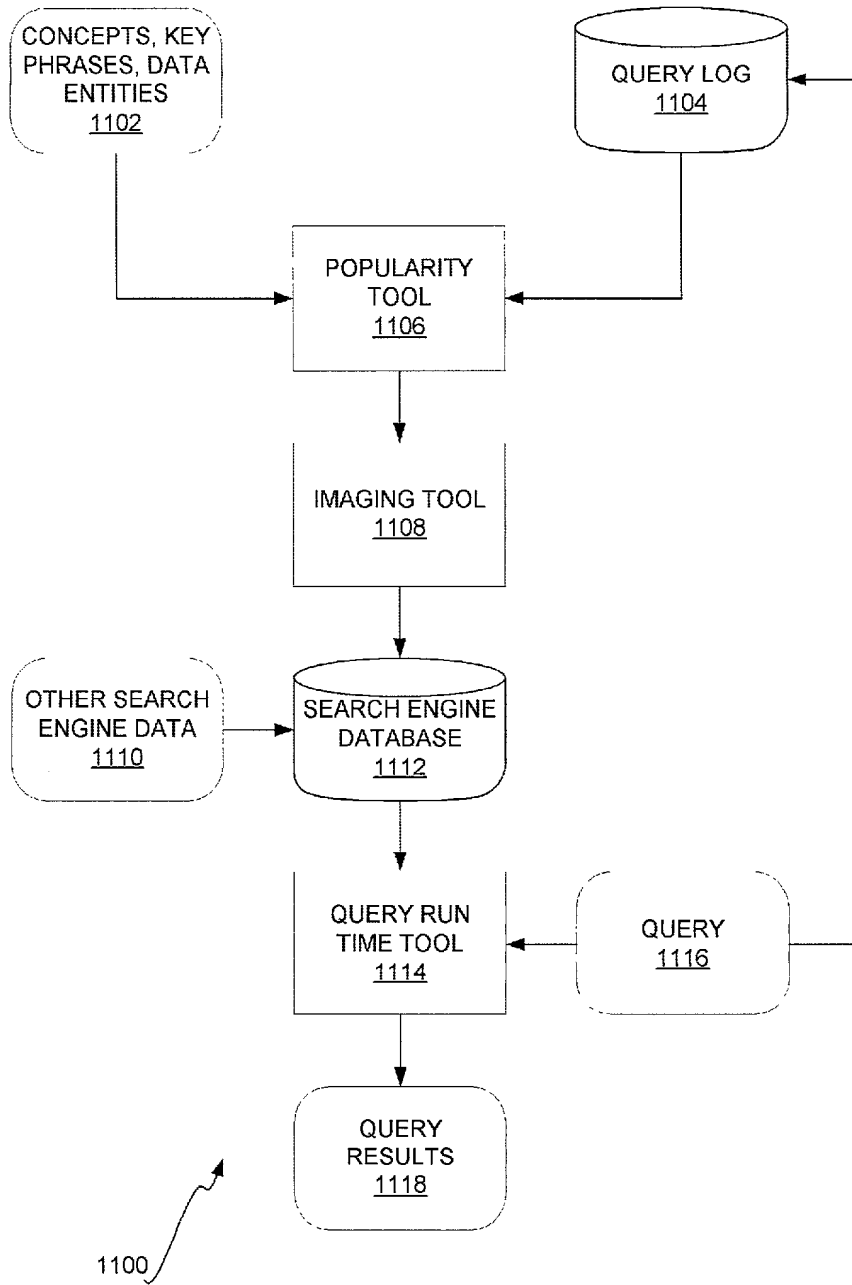 CONCEPTS, KEY
PHRASES, DATA
ENTITIES
1102
QUERY LOG
1104
POPULARITY
TOOL
1106
IMAGING TOOL
1108
OTHER SEARCH
ENGINE DATA
1110
SEARCH ENGINE
DATABASE
1112
QUERY RUN
TIME TOOL
1114
QUERY
1116
QUERY
RESULTS
1118
1100